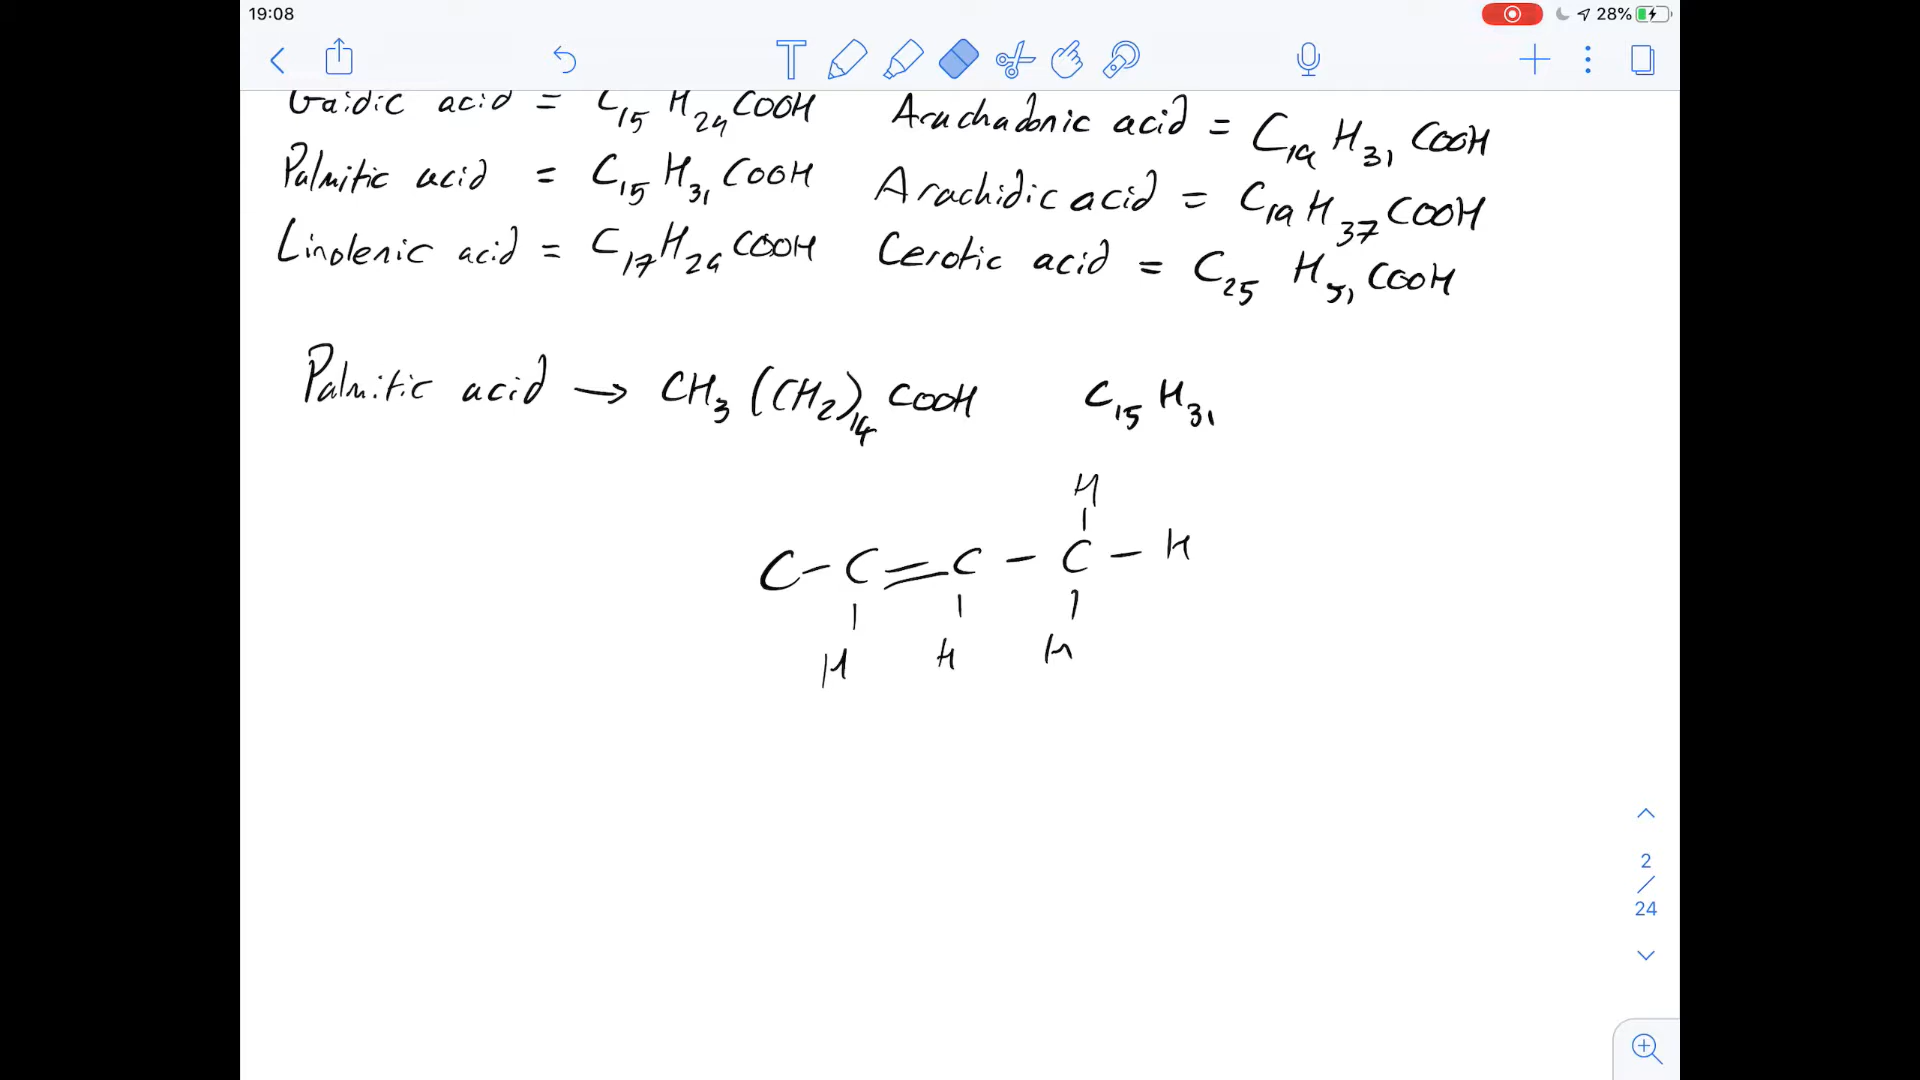 19:08
28%
Gaidic acid = C15 H29 COOH
Palmitic acid = C15 H31 COOH
Linolenic acid = C17 H29 COOH
Arachadonic acid = C19 H31 COOH
Arachidic acid = C19 H37 COOH
Cerotic acid = C25 H51 COOH
Palmitic acid → CH3 (CH2)14 COOH
C15 H31
H
C - C = C - C - H
H H H
2
/
24